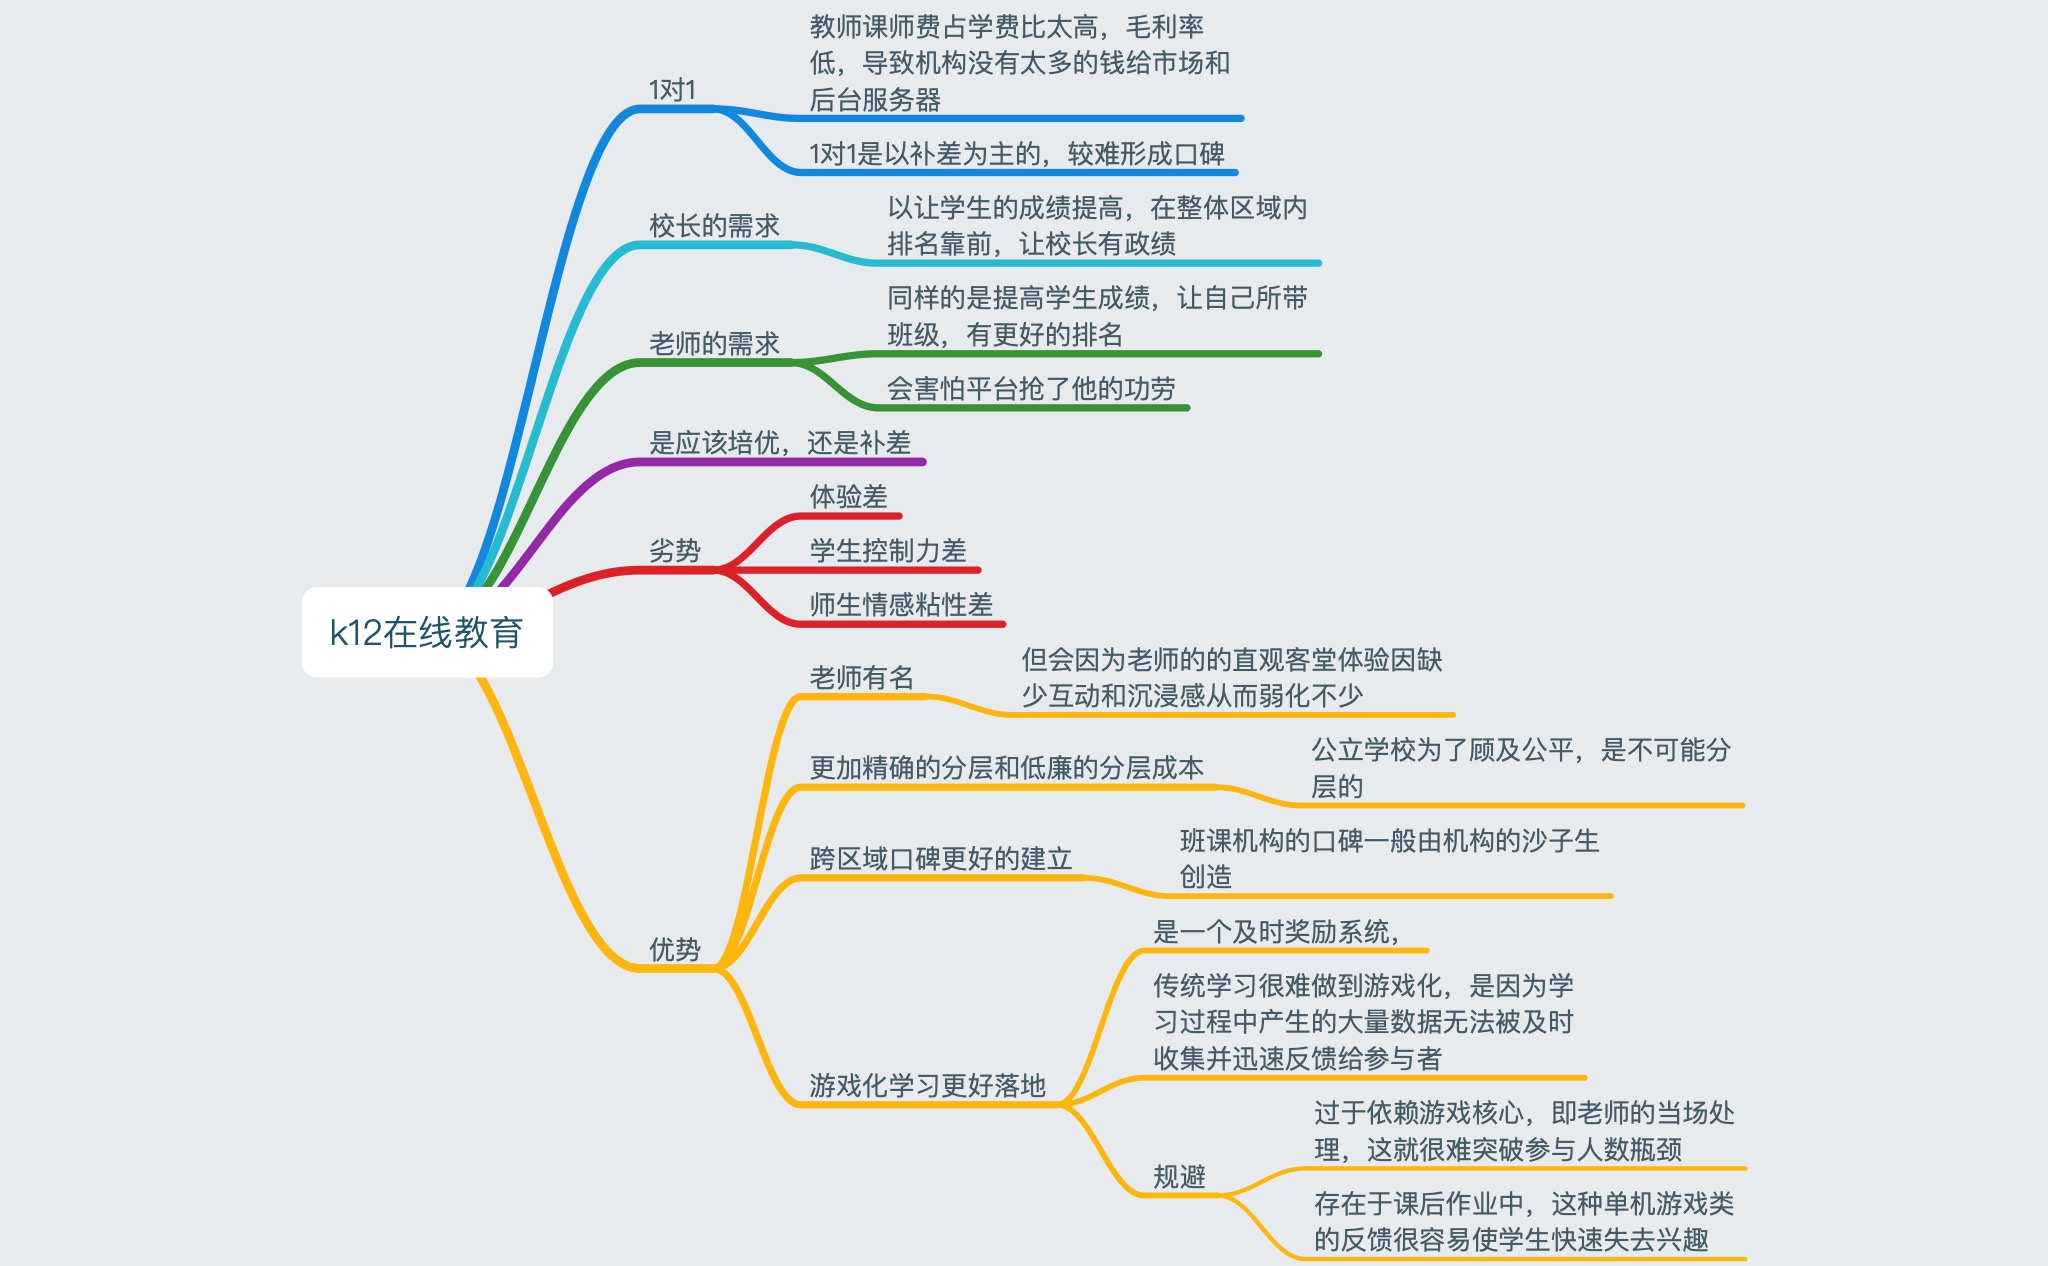 教师课师费占学费比太高，毛利率
低，导致机构没有太多的钱给市场和
后台服务器
1对1
1对1是以补差为主的，较难形成口碑
校长的需求
以让学生的成绩提高，在整体区域内
排名靠前，让校长有政绩
老师的需求
同样的是提高学生成绩，让自己所带
班级，有更好的排名
会害怕平台抢了他的功劳
是应该培优，还是补差
劣势
体验差
学生控制力差
师生情感粘性差
k12在线教育
优势
老师有名
但会因为老师的的直观客堂体验因缺
少互动和沉浸感从而弱化不少
更加精确的分层和低廉的分层成本
公立学校为了顾及公平，是不可能分
层的
跨区域口碑更好的建立
班课机构的口碑一般由机构的沙子生
创造
游戏化学习更好落地
是一个及时奖励系统，
传统学习很难做到游戏化，是因为学
习过程中产生的大量数据无法被及时
收集并迅速反馈给参与者
规避
过于依赖游戏核心，即老师的当场处
理，这就很难突破参与人数瓶颈
存在于课后作业中，这种单机游戏类
的反馈很容易使学生快速失去兴趣